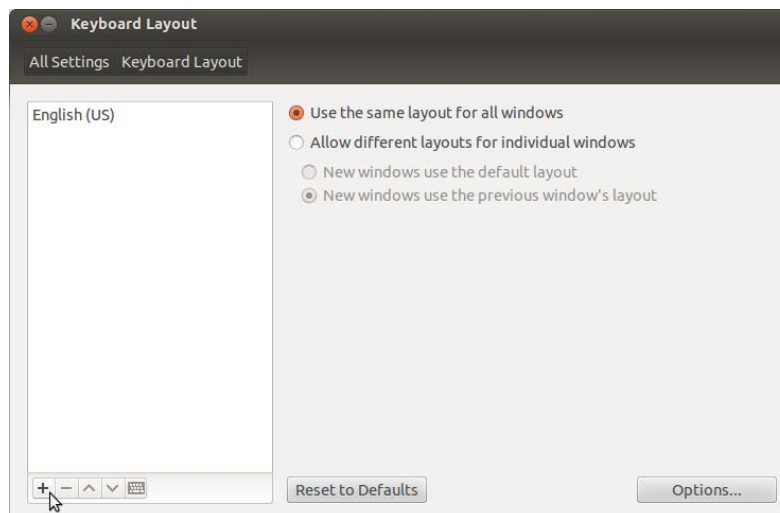 Keyboard Layout
All Settings Keyboard Layout
English (US)
Use the same layout for all windows
Allow different layouts for individual windows
New windows use the default layout
New windows use the previous window's layout
Reset to Defaults
Options...